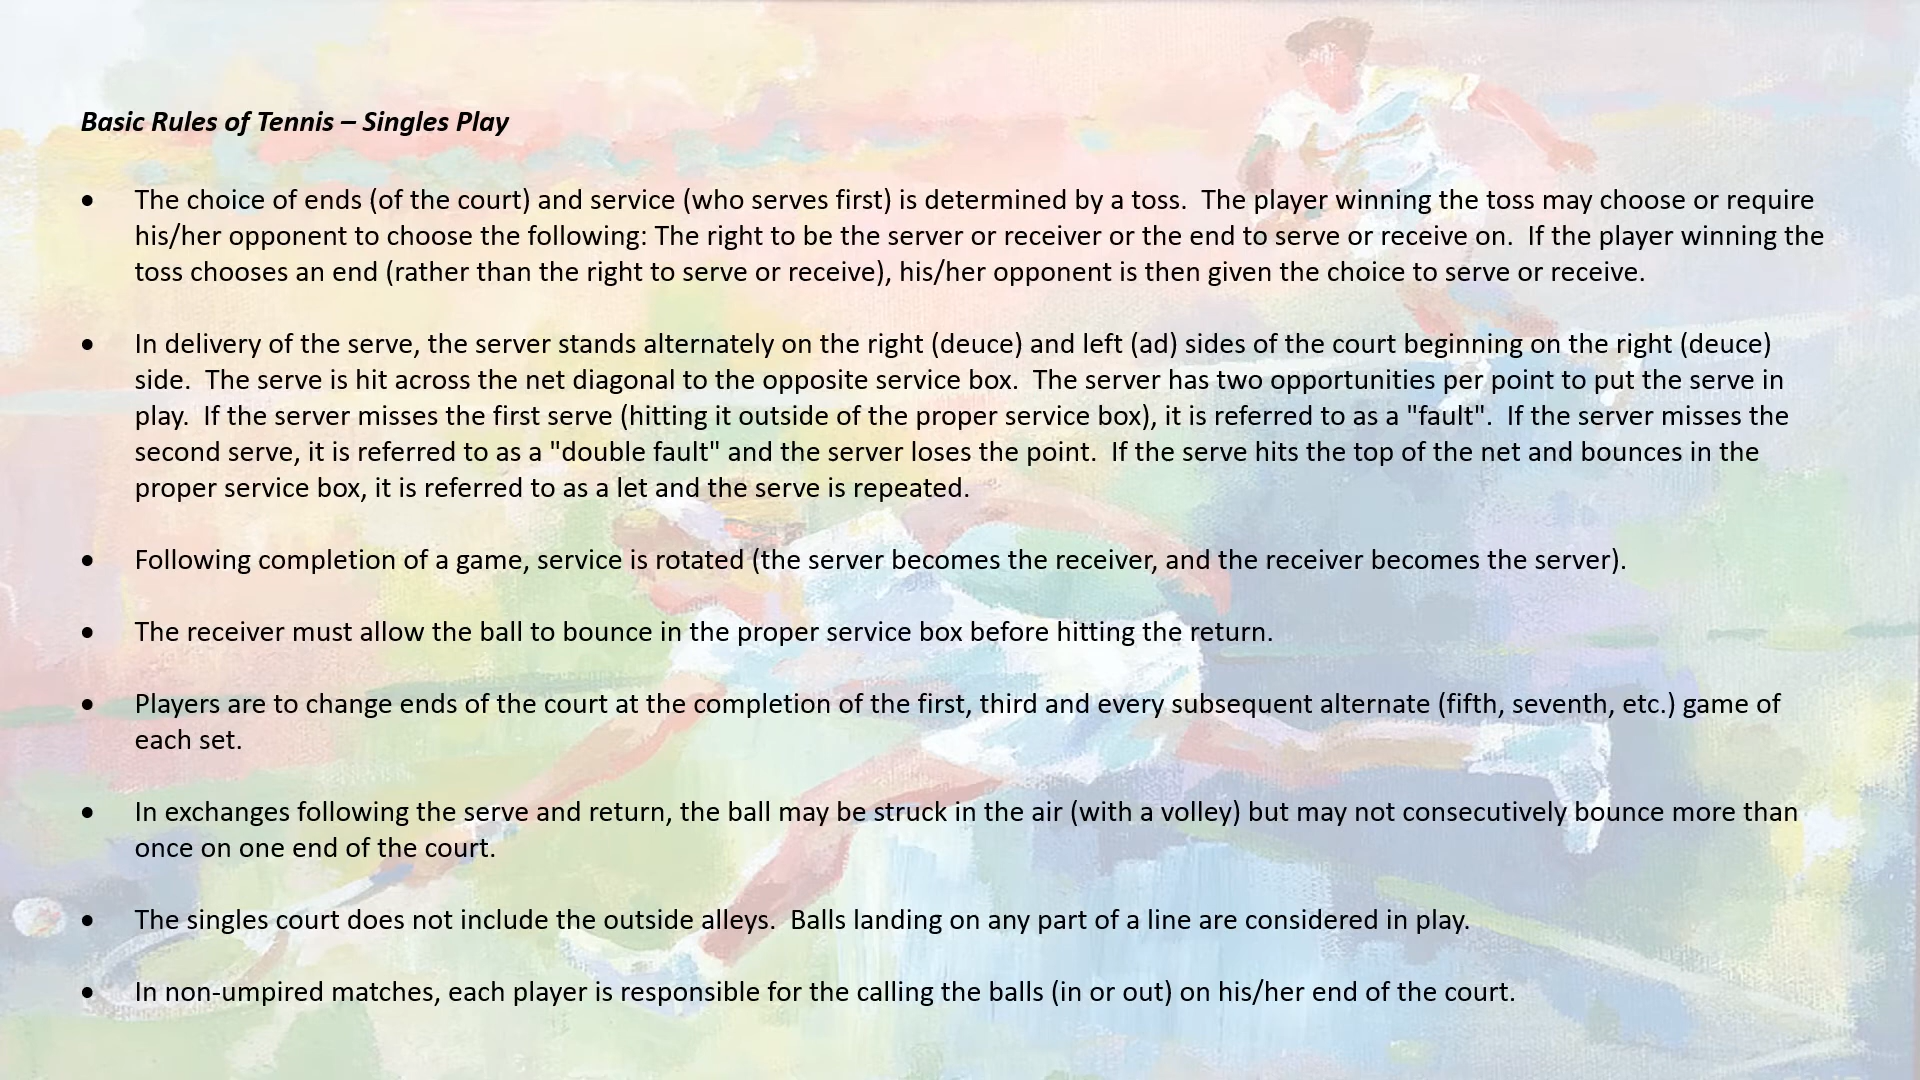 Basic Rules of Tennis – Singles Play
• The choice of ends (of the court) and service (who serves first) is determined by a toss.  The player winning the toss may choose or require
his/her opponent to choose the following: The right to be the server or receiver or the end to serve or receive on.  If the player winning the
toss chooses an end (rather than the right to serve or receive), his/her opponent is then given the choice to serve or receive.
• In delivery of the serve, the server stands alternately on the right (deuce) and left (ad) sides of the court beginning on the right (deuce)
side.  The serve is hit across the net diagonal to the opposite service box.  The server has two opportunities per point to put the serve in
play.  If the server misses the first serve (hitting it outside of the proper service box), it is referred to as a "fault".  If the server misses the
second serve, it is referred to as a "double fault" and the server loses the point.  If the serve hits the top of the net and bounces in the
proper service box, it is referred to as a let and the serve is repeated.
• Following completion of a game, service is rotated (the server becomes the receiver, and the receiver becomes the server).
• The receiver must allow the ball to bounce in the proper service box before hitting the return.
• Players are to change ends of the court at the completion of the first, third and every subsequent alternate (fifth, seventh, etc.) game of
each set.
• In exchanges following the serve and return, the ball may be struck in the air (with a volley) but may not consecutively bounce more than
once on one end of the court.
• The singles court does not include the outside alleys.  Balls landing on any part of a line are considered in play.
• In non-umpired matches, each player is responsible for the calling the balls (in or out) on his/her end of the court.